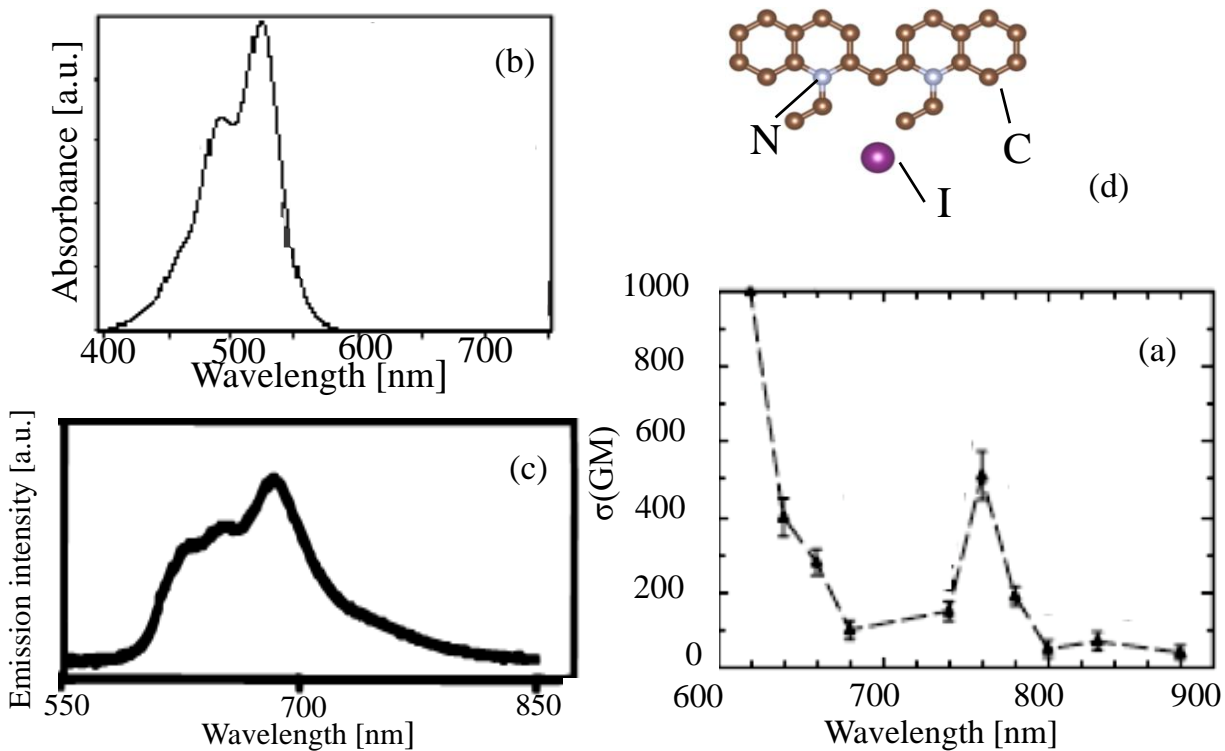 (b)
Absorbance [a.u.]
400 500 600 700
Wavelength [nm]
N
C
I
(d)
(c)
Emission intensity [a.u.]
550 700 850
Wavelength [nm]
(a)
σ(GM)
1000
800
600
400
200
0
600 700 800 900
Wavelength [nm]